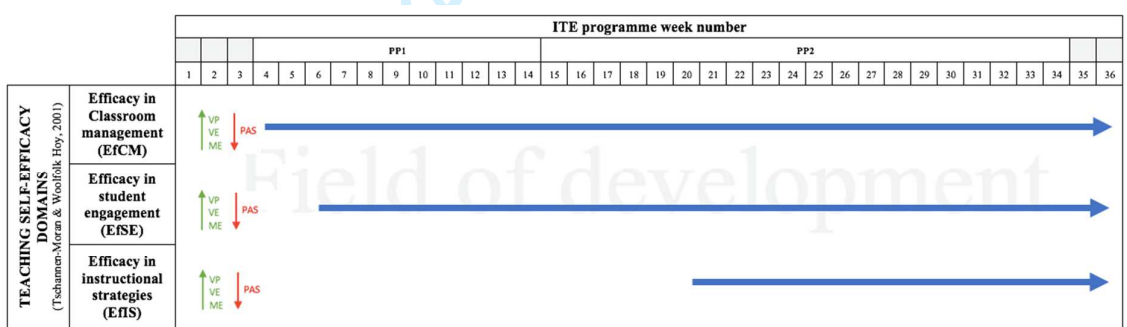 ITE programme week number
PP1 PP2
1 2 3 4 5 6 7 8 9 10 11 12 13 14 15 16 17 18 19 20 21 22 23 24 25 26 27 28 29 30 31 32 33 34 35 36
TEACHING SELF-EFFICACY
DOMAINS
(Tschannen-Moran & Woolfolk Hoy, 2001)
Efficacy in
Classroom
management
(EfCM)
VP
VE
ME
PAS
Field of development
Efficacy in
student
engagement
(EfSE)
VP
VE
ME
PAS
Efficacy in
instructional
strategies
(EfIS)
VP
VE
ME
PAS